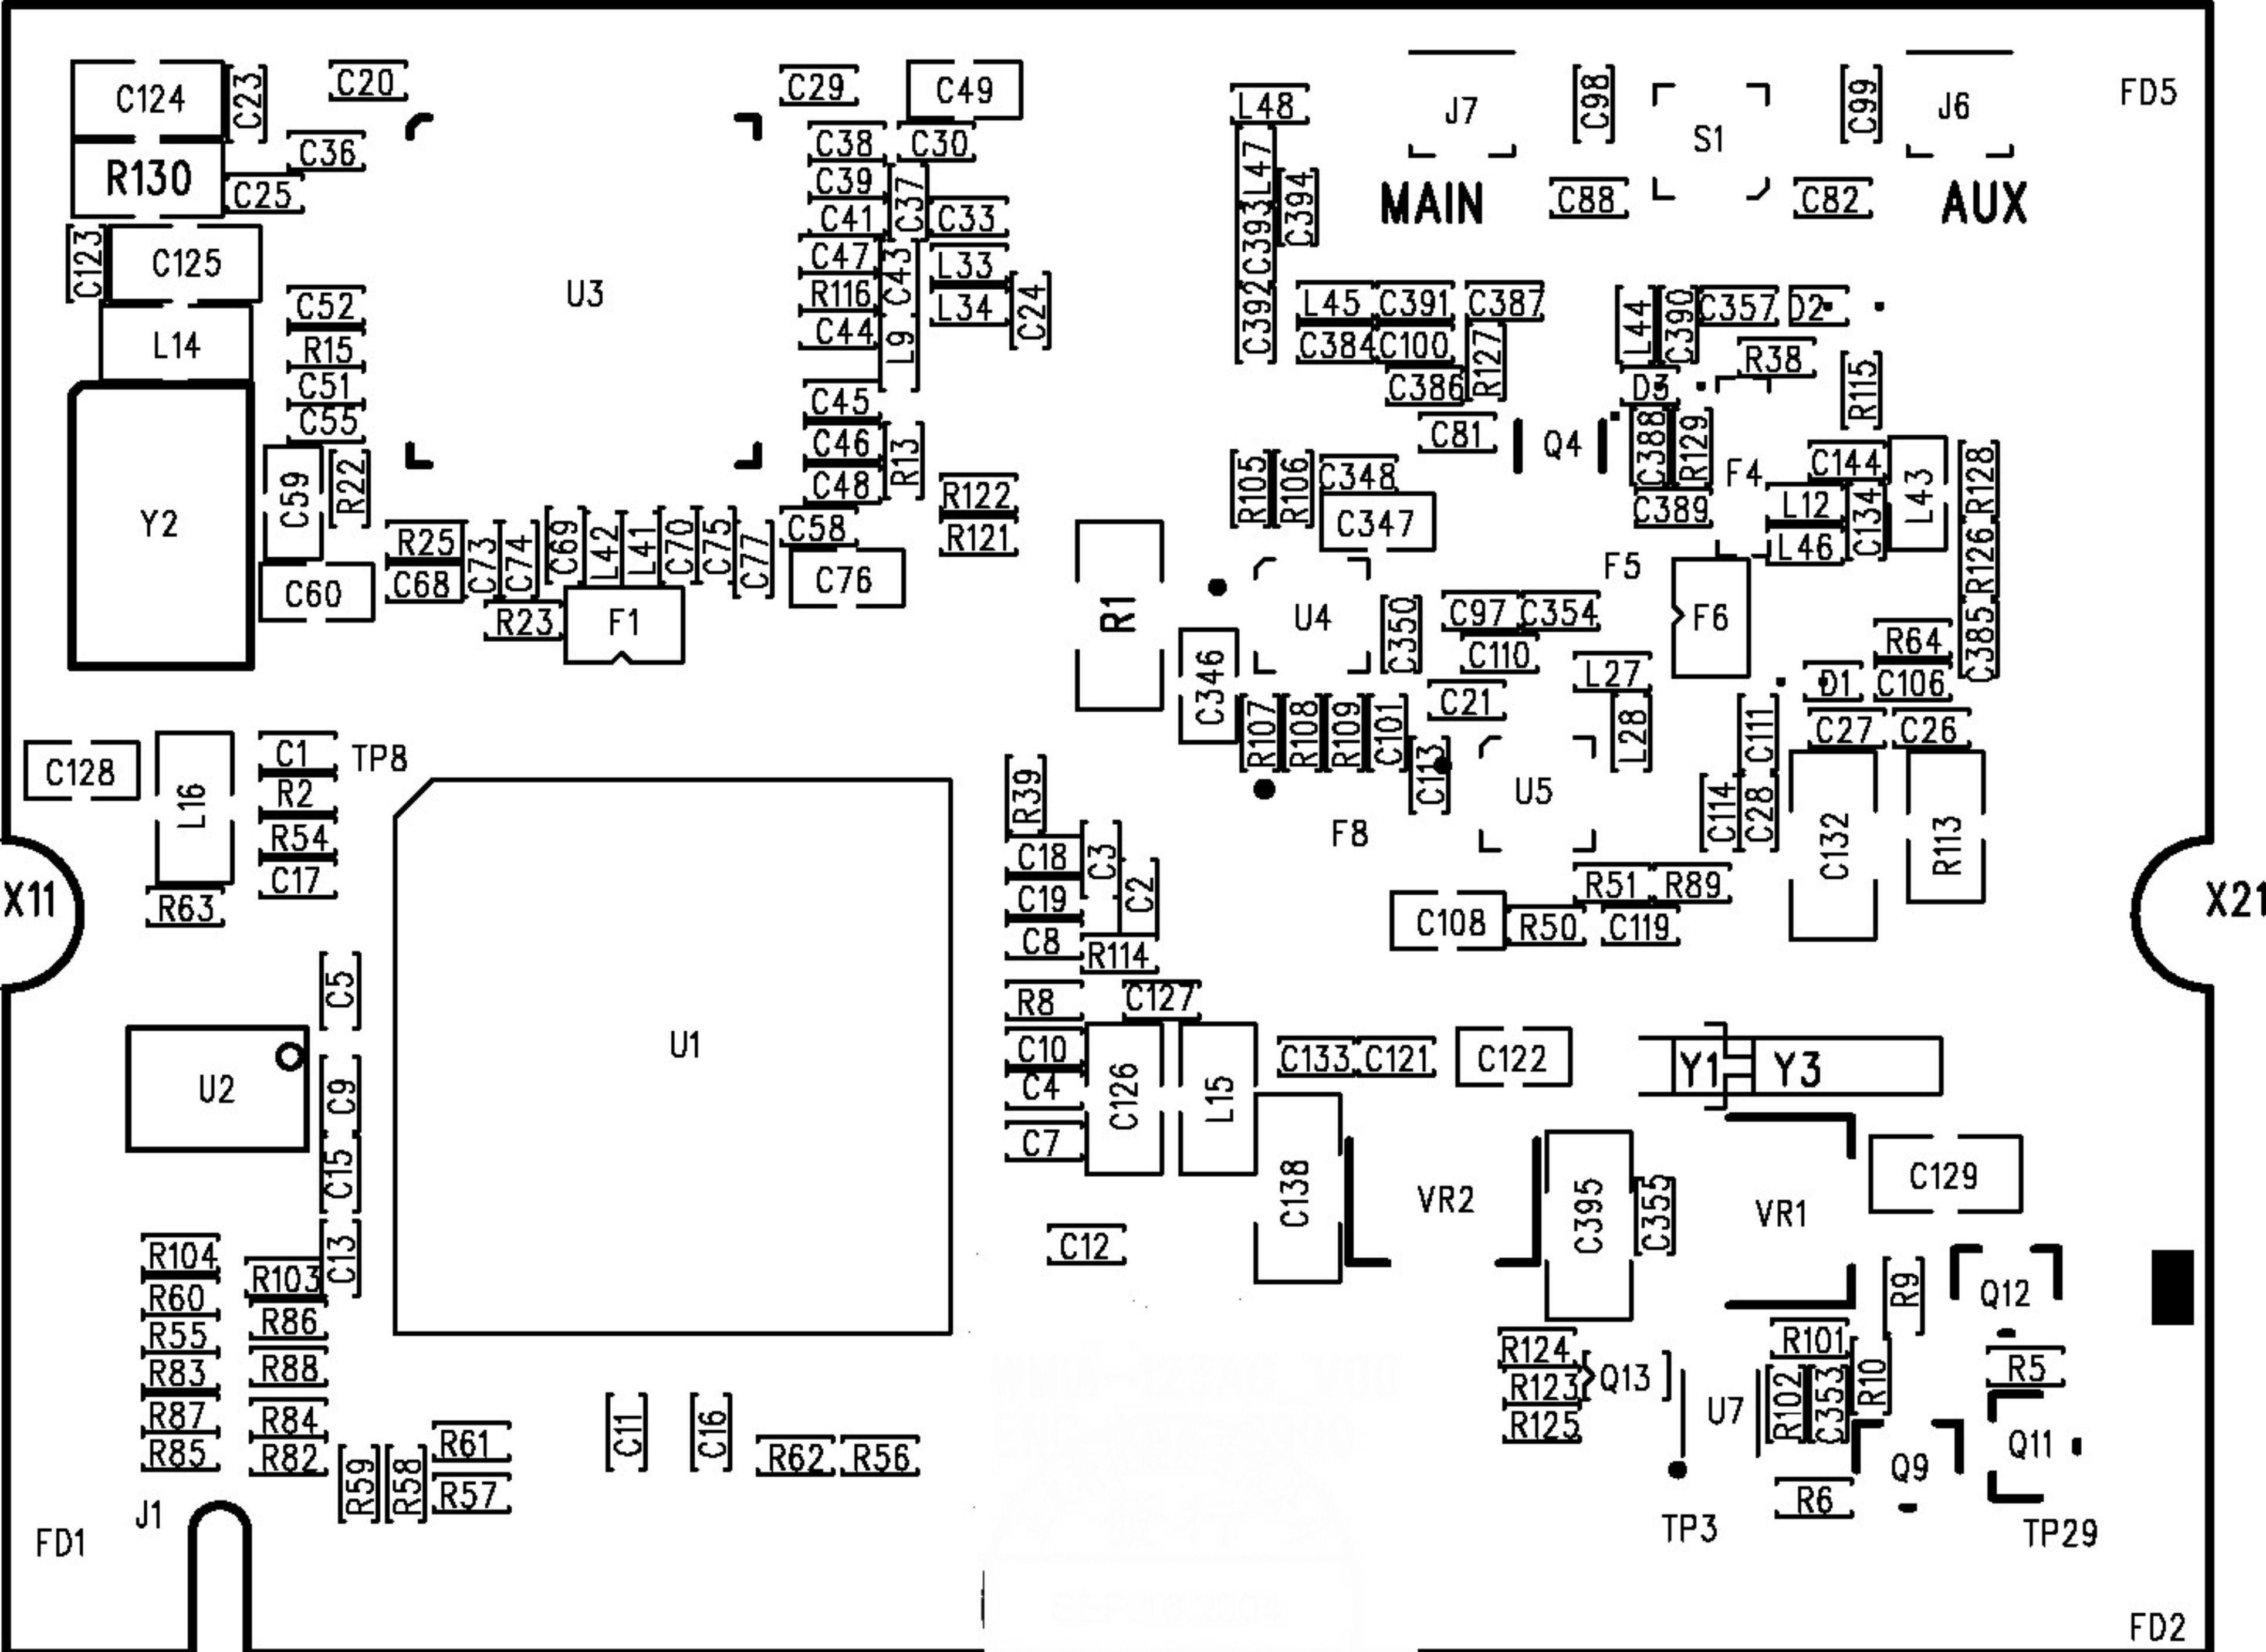 C124 C23 C20 C29 C49 L48 J7 C98 S1 C99 J6 FD5
R130 C36 C25 C38 C30 C39 C37 C41 C33 L47 C394 C393 MAIN C88 C82 AUX
C123 C125 U3 C47 C43 L33 R116 L34 C24 C44 L9 C392
C52 L14 R15 C51 C55 L45 C391 C387 C384 C100 R127 C386 L44 C390 C357 D2 R38 D3 R115
Y2 C59 R22 C45 C46 R13 C48 C58 R122 R121 R105 R106 C348 C347 C81 Q4 C388 R129 C389 F4 C144 L12 L46 C134 L43 R128 R126
C60 R25 C68 C73 C74 C69 L42 L41 C70 C75 C77 C76 R23 F1 R1 U4 C350 C346 C97 C354 C110 F5 F6 R64 C385
C128 L16 C1 TP8 R2 R54 C17 R63 R107 R108 R109 C101 C21 C113 L27 L28 U5 C111 D1 C106 C27 C26
X11 R39 C18 C3 C19 C2 C8 R114 F8 C114 C28 C132 R113 X21
C108 R50 R51 R89 C119
C5 U1 R8 C127
U2 C9 C15 C10 C4 C7 C126 L15 C133 C121 C122 Y1 Y3
C13 C12 C138 VR2 C395 C355 VR1 C129
R104 R103 R60 R86 R55 R88 R83 R9 Q12
R87 R84 R85 R82 R59 R58 R61 R57 C11 C16 R62 R56 R124 R123 R125 Q13 U7 R101 R102 C353 R10 R5 Q9 Q11
J1 FD1 TP3 R6 TP29
FD2